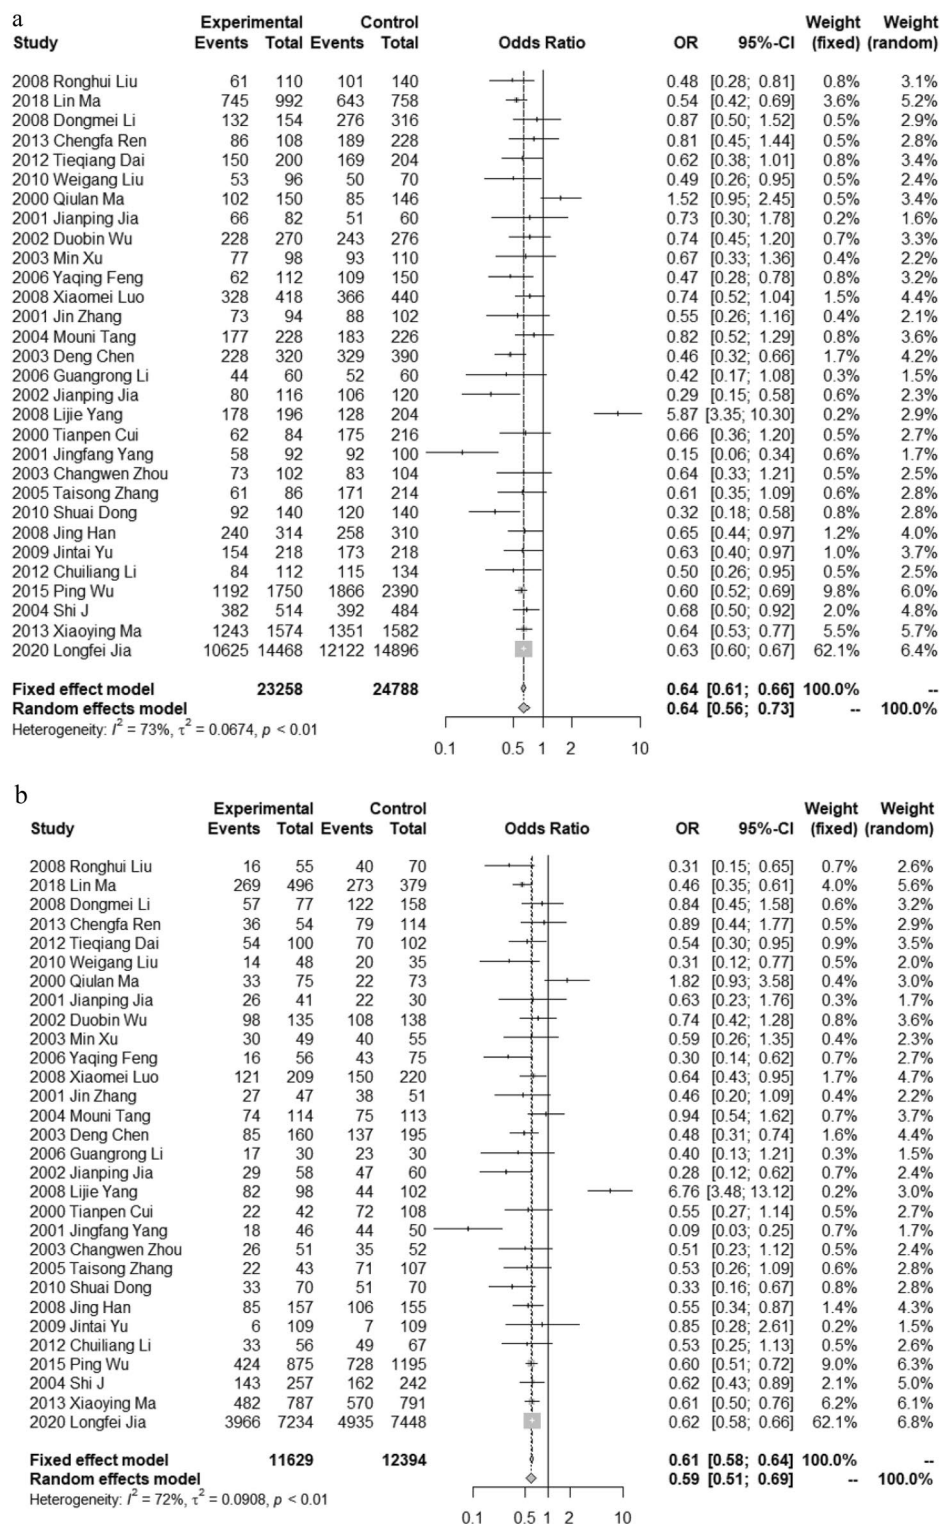 a
Experimental Control Weight Weight
Study Events Total Events Total Odds Ratio OR 95%-CI (fixed) (random)
2008 Ronghui Liu 61 110 101 140 0.48 [0.28; 0.81] 0.8% 3.1%
2018 Lin Ma 745 992 643 758 0.54 [0.42; 0.69] 3.6% 5.2%
2008 Dongmei Li 132 154 276 316 0.87 [0.50; 1.52] 0.5% 2.9%
2013 Chengfa Ren 86 108 189 228 0.81 [0.45; 1.44] 0.5% 2.9%
2012 Tieqiang Dai 150 200 169 204 0.62 [0.38; 1.01] 0.8% 3.4%
2010 Weigang Liu 53 96 50 70 0.49 [0.26; 0.95] 0.5% 2.4%
2000 Qiulan Ma 102 150 85 146 1.52 [0.95; 2.45] 0.5% 3.4%
2001 Jianping Jia 66 82 51 60 0.73 [0.30; 1.78] 0.2% 1.6%
2002 Duobin Wu 228 270 243 276 0.74 [0.45; 1.20] 0.7% 3.3%
2003 Min Xu 77 98 93 110 0.67 [0.33; 1.36] 0.4% 2.2%
2006 Yaqing Feng 62 112 109 150 0.47 [0.28; 0.78] 0.8% 3.2%
2008 Xiaomei Luo 328 418 366 440 0.74 [0.52; 1.04] 1.5% 4.4%
2001 Jin Zhang 73 94 88 102 0.55 [0.26; 1.16] 0.4% 2.1%
2004 Mouni Tang 177 228 183 226 0.82 [0.52; 1.29] 0.8% 3.6%
2003 Deng Chen 228 320 329 390 0.46 [0.32; 0.66] 1.7% 4.2%
2006 Guangrong Li 44 60 52 60 0.42 [0.17; 1.08] 0.3% 1.5%
2002 Jianping Jia 80 116 106 120 0.29 [0.15; 0.58] 0.6% 2.3%
2008 Lijie Yang 178 196 128 204 5.87 [3.35; 10.30] 0.2% 2.9%
2000 Tianpen Cui 62 84 175 216 0.66 [0.36; 1.20] 0.5% 2.7%
2001 Jingfang Yang 58 92 92 100 0.15 [0.06; 0.34] 0.6% 1.7%
2003 Changwen Zhou 73 102 83 104 0.64 [0.33; 1.21] 0.5% 2.5%
2005 Taisong Zhang 61 86 171 214 0.61 [0.35; 1.09] 0.6% 2.8%
2010 Shuai Dong 92 140 120 140 0.32 [0.18; 0.58] 0.8% 2.8%
2008 Jing Han 240 314 258 310 0.65 [0.44; 0.97] 1.2% 4.0%
2009 Jintai Yu 154 218 173 218 0.63 [0.40; 0.97] 1.0% 3.7%
2012 Chuiliang Li 84 112 115 134 0.50 [0.26; 0.95] 0.5% 2.5%
2015 Ping Wu 1192 1750 1866 2390 0.60 [0.52; 0.69] 9.8% 6.0%
2004 Shi J 382 514 392 484 0.68 [0.50; 0.92] 2.0% 4.8%
2013 Xiaoying Ma 1243 1574 1351 1582 0.64 [0.53; 0.77] 5.5% 5.7%
2020 Longfei Jia 10625 14468 12122 14896 0.63 [0.60; 0.67] 62.1% 6.4%
Fixed effect model 23258 24788 0.64 [0.61; 0.66] 100.0% --
Random effects model 0.64 [0.56; 0.73] -- 100.0%
Heterogeneity: I² = 73%, τ² = 0.0674, p < 0.01
0.1 0.5 1 2 10
b
Experimental Control Weight Weight
Study Events Total Events Total Odds Ratio OR 95%-CI (fixed) (random)
2008 Ronghui Liu 16 55 40 70 0.31 [0.15; 0.65] 0.7% 2.6%
2018 Lin Ma 269 496 273 379 0.46 [0.35; 0.61] 4.0% 5.6%
2008 Dongmei Li 57 77 122 158 0.84 [0.45; 1.58] 0.6% 3.2%
2013 Chengfa Ren 36 54 79 114 0.89 [0.44; 1.77] 0.5% 2.9%
2012 Tieqiang Dai 54 100 70 102 0.54 [0.30; 0.95] 0.9% 3.5%
2010 Weigang Liu 14 48 20 35 0.31 [0.12; 0.77] 0.5% 2.0%
2000 Qiulan Ma 33 75 22 73 1.82 [0.93; 3.58] 0.4% 3.0%
2001 Jianping Jia 26 41 22 30 0.63 [0.23; 1.76] 0.3% 1.7%
2002 Duobin Wu 98 135 108 138 0.74 [0.42; 1.28] 0.8% 3.6%
2003 Min Xu 30 49 40 55 0.59 [0.26; 1.35] 0.4% 2.3%
2006 Yaqing Feng 16 56 43 75 0.30 [0.14; 0.62] 0.7% 2.7%
2008 Xiaomei Luo 121 209 150 220 0.64 [0.43; 0.95] 1.7% 4.7%
2001 Jin Zhang 27 47 38 51 0.46 [0.20; 1.09] 0.4% 2.2%
2004 Mouni Tang 74 114 75 113 0.94 [0.54; 1.62] 0.7% 3.7%
2003 Deng Chen 85 160 137 195 0.48 [0.31; 0.74] 1.6% 4.4%
2006 Guangrong Li 17 30 23 30 0.40 [0.13; 1.21] 0.3% 1.5%
2002 Jianping Jia 29 58 47 60 0.28 [0.12; 0.62] 0.7% 2.4%
2008 Lijie Yang 82 98 44 102 6.76 [3.48; 13.12] 0.2% 3.0%
2000 Tianpen Cui 22 42 72 108 0.55 [0.27; 1.14] 0.5% 2.7%
2001 Jingfang Yang 18 46 44 50 0.09 [0.03; 0.25] 0.7% 1.7%
2003 Changwen Zhou 26 51 35 52 0.51 [0.23; 1.12] 0.5% 2.4%
2005 Taisong Zhang 22 43 71 107 0.53 [0.26; 1.09] 0.6% 2.8%
2010 Shuai Dong 33 70 51 70 0.33 [0.16; 0.67] 0.8% 2.8%
2008 Jing Han 85 157 106 155 0.55 [0.34; 0.87] 1.4% 4.3%
2009 Jintai Yu 6 109 7 109 0.85 [0.28; 2.61] 0.2% 1.5%
2012 Chuiliang Li 33 56 49 67 0.53 [0.25; 1.13] 0.5% 2.6%
2015 Ping Wu 424 875 728 1195 0.60 [0.51; 0.72] 9.0% 6.3%
2004 Shi J 143 257 162 242 0.62 [0.43; 0.89] 2.1% 5.0%
2013 Xiaoying Ma 482 787 570 791 0.61 [0.50; 0.76] 6.2% 6.1%
2020 Longfei Jia 3966 7234 4935 7448 0.62 [0.58; 0.66] 62.1% 6.8%
Fixed effect model 11629 12394 0.61 [0.58; 0.64] 100.0% --
Random effects model 0.59 [0.51; 0.69] -- 100.0%
Heterogeneity: I² = 72%, τ² = 0.0908, p < 0.01
0.1 0.5 1 2 10